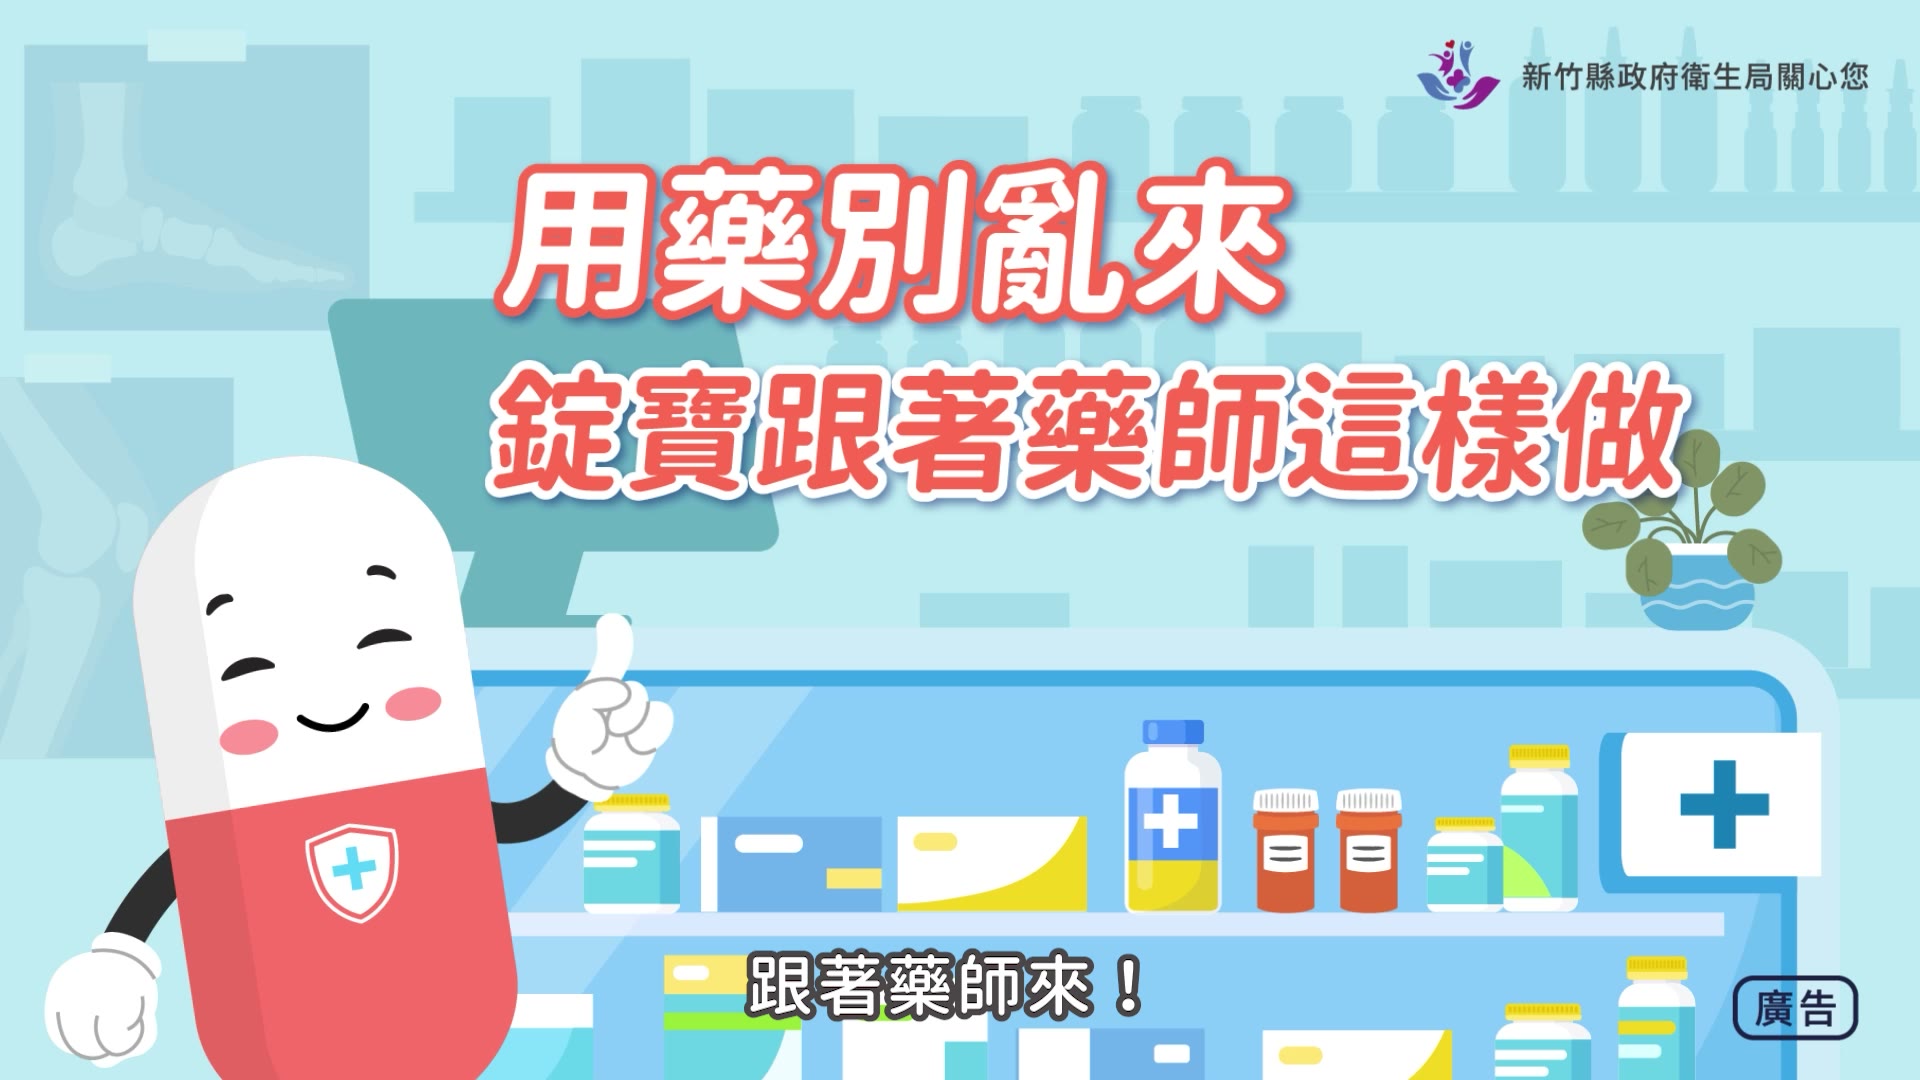 新竹縣政府衛生局關心您
用藥別亂來
錠寶跟著藥師這樣做
跟著藥師來！
廣告